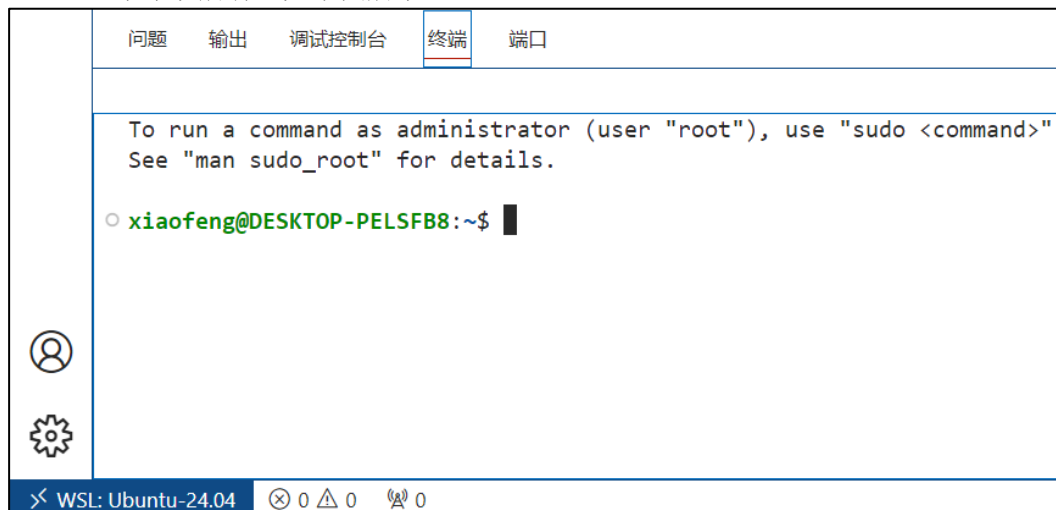 问题 输出 调试控制台 终端 端口
To run a command as administrator (user "root"), use "sudo <command>"
See "man sudo_root" for details.
xiaofeng@DESKTOP-PELSFB8:~$
WSL: Ubuntu-24.04 0 0 0